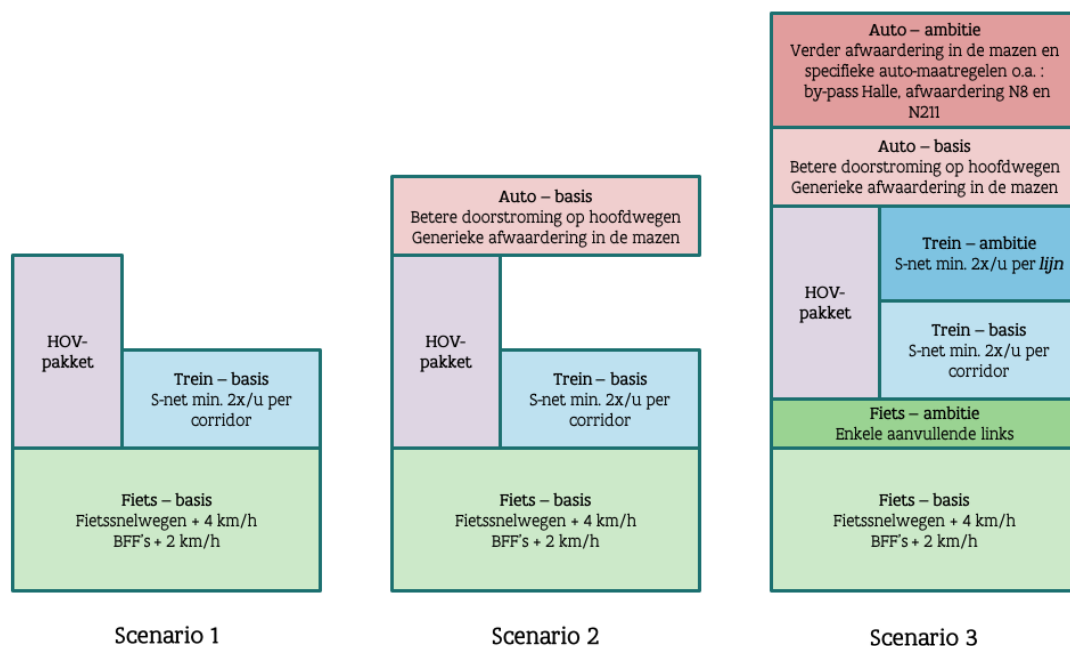 HOV-
pakket
Trein – basis
S-net min. 2x/u per
corridor
Fiets – basis
Fietssnelwegen + 4 km/h
BFF's + 2 km/h
Scenario 1
Auto – basis
Betere doorstroming op hoofdwegen
Generieke afwaardering in de mazen
HOV-
pakket
Trein – basis
S-net min. 2x/u per
corridor
Fiets – basis
Fietssnelwegen + 4 km/h
BFF's + 2 km/h
Scenario 2
Auto – ambitie
Verder afwaardering in de mazen en
specifieke auto-maatregelen o.a. :
by-pass Halle, afwaardering N8 en
N211
Auto – basis
Betere doorstroming op hoofdwegen
Generieke afwaardering in de mazen
HOV-
pakket
Trein – ambitie
S-net min. 2x/u per lijn
Trein – basis
S-net min. 2x/u per
corridor
Fiets – ambitie
Enkele aanvullende links
Fiets – basis
Fietssnelwegen + 4 km/h
BFF's + 2 km/h
Scenario 3